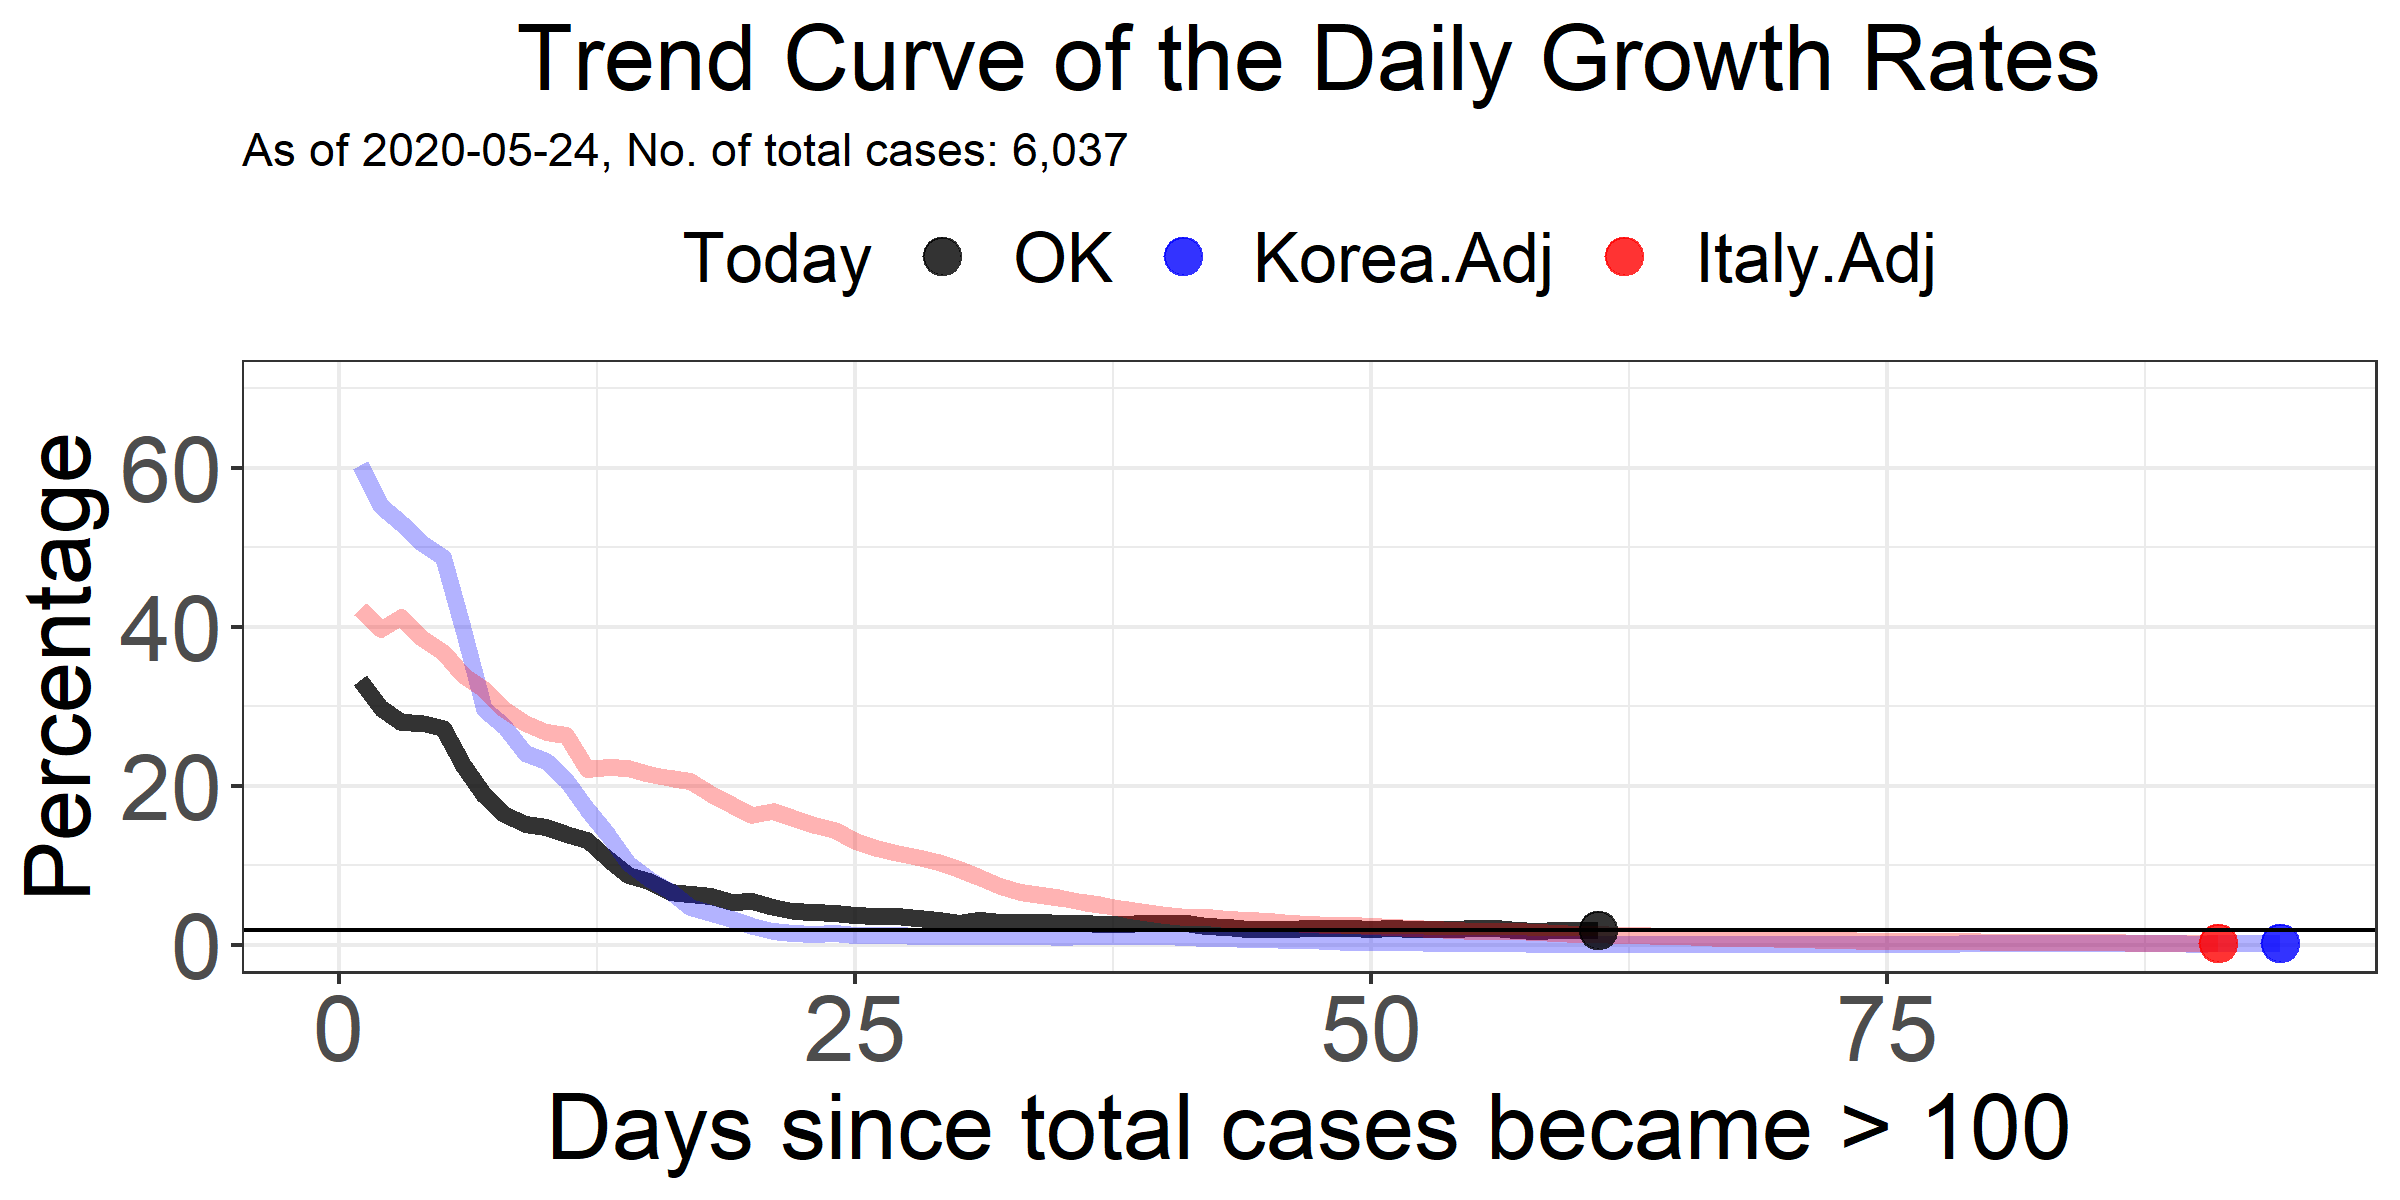 Trend Curve of the Daily Growth Rates
As of 2020-05-24, No. of total cases: 6,037
Today OK Korea.Adj Italy.Adj
Percentage
60
40
20
0
0 25 50 75
Days since total cases became > 100